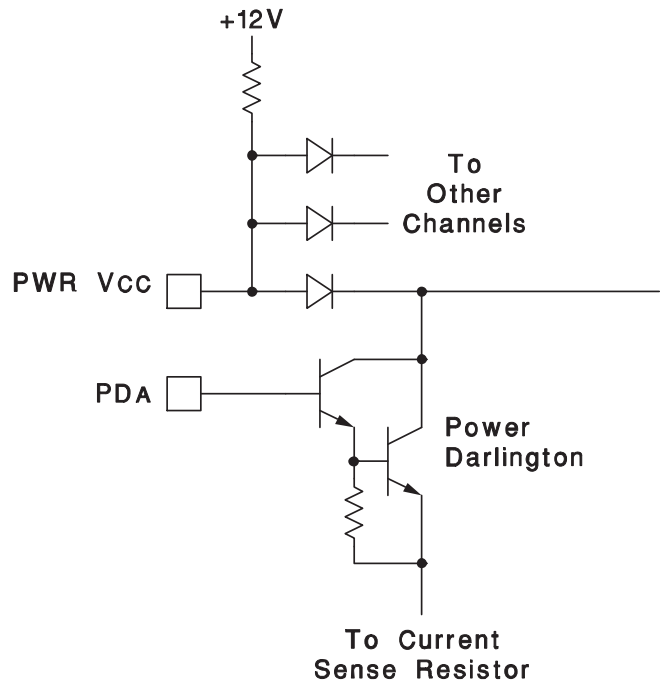 +12V
To
Other
Channels
PWR VCC
PDA
Power
Darlington
To Current
Sense Resistor